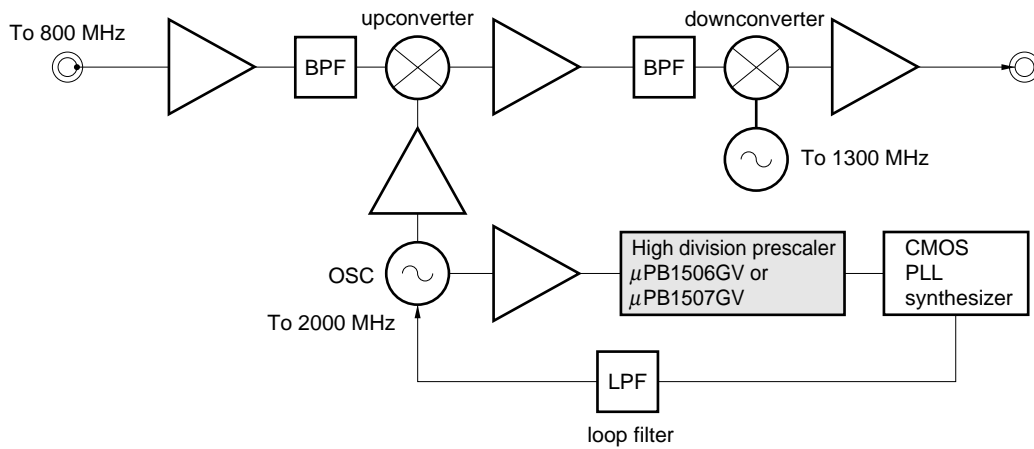 upconverter
downconverter
To 800 MHz
BPF
BPF
To 1300 MHz
OSC
To 2000 MHz
High division prescaler
µPB1506GV or
µPB1507GV
CMOS
PLL
synthesizer
LPF
loop filter